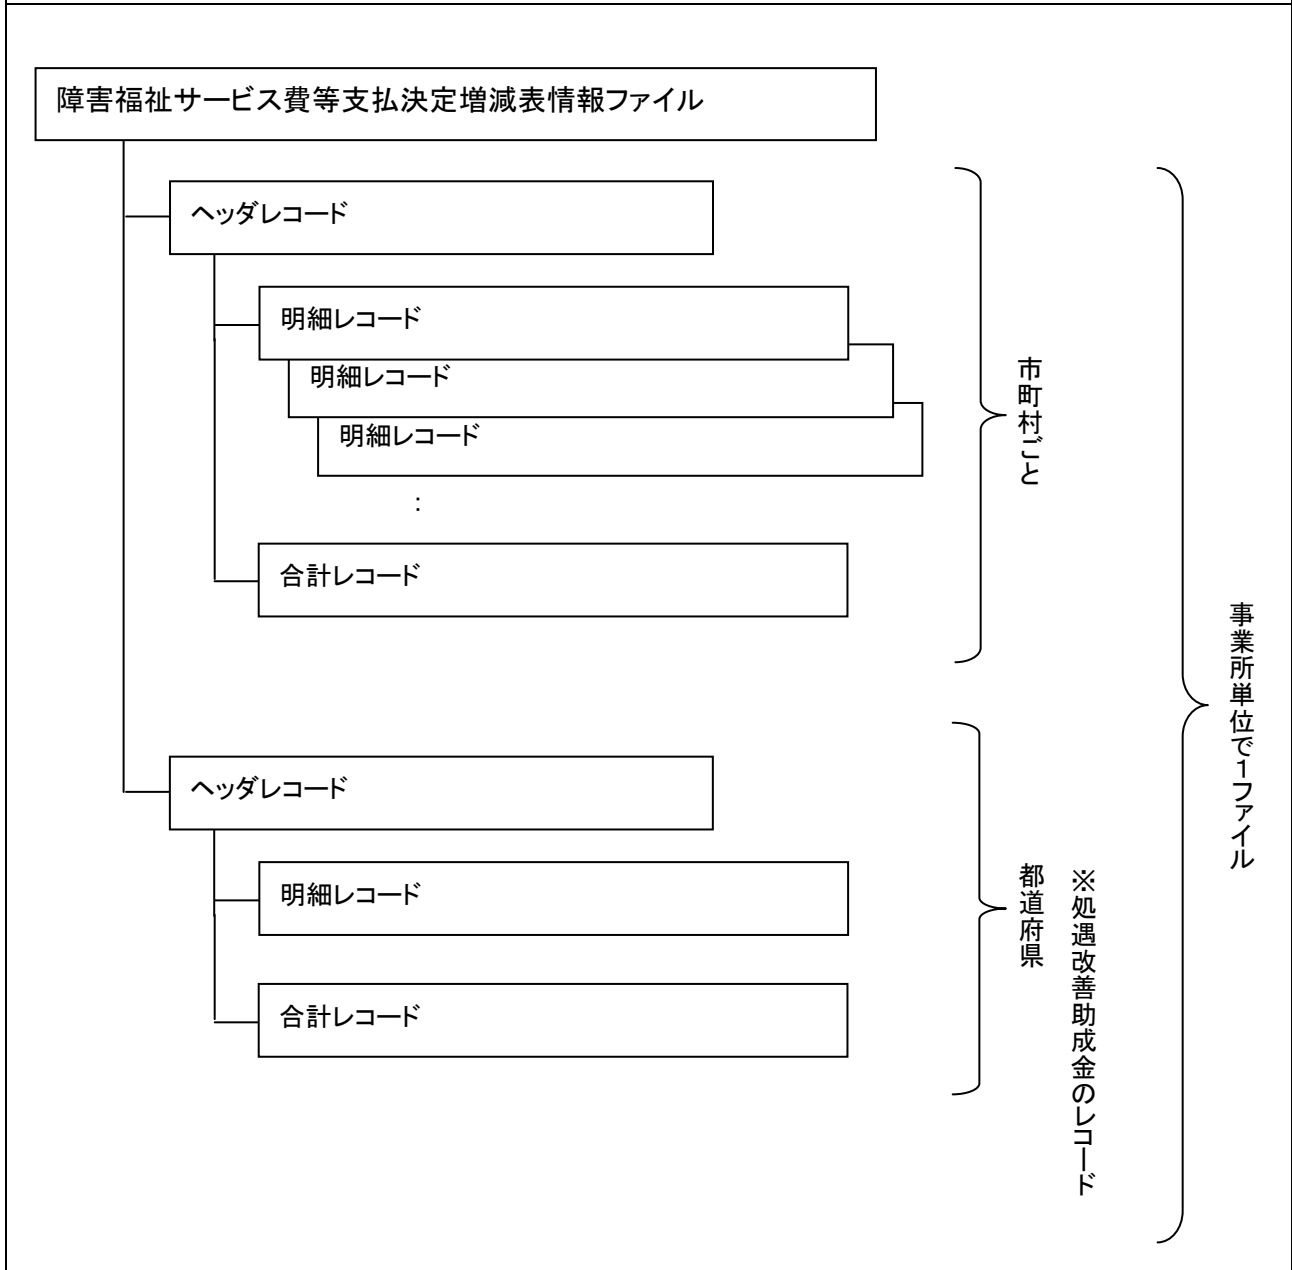 障害福祉サービス費等支払決定増減表情報ファイル
ヘッダレコード
明細レコード
明細レコード
明細レコード
:
合計レコード
市町村ごと
ヘッダレコード
明細レコード
合計レコード
都道府県
※処遇改善助成金のレコード
事業所単位で1ファイル